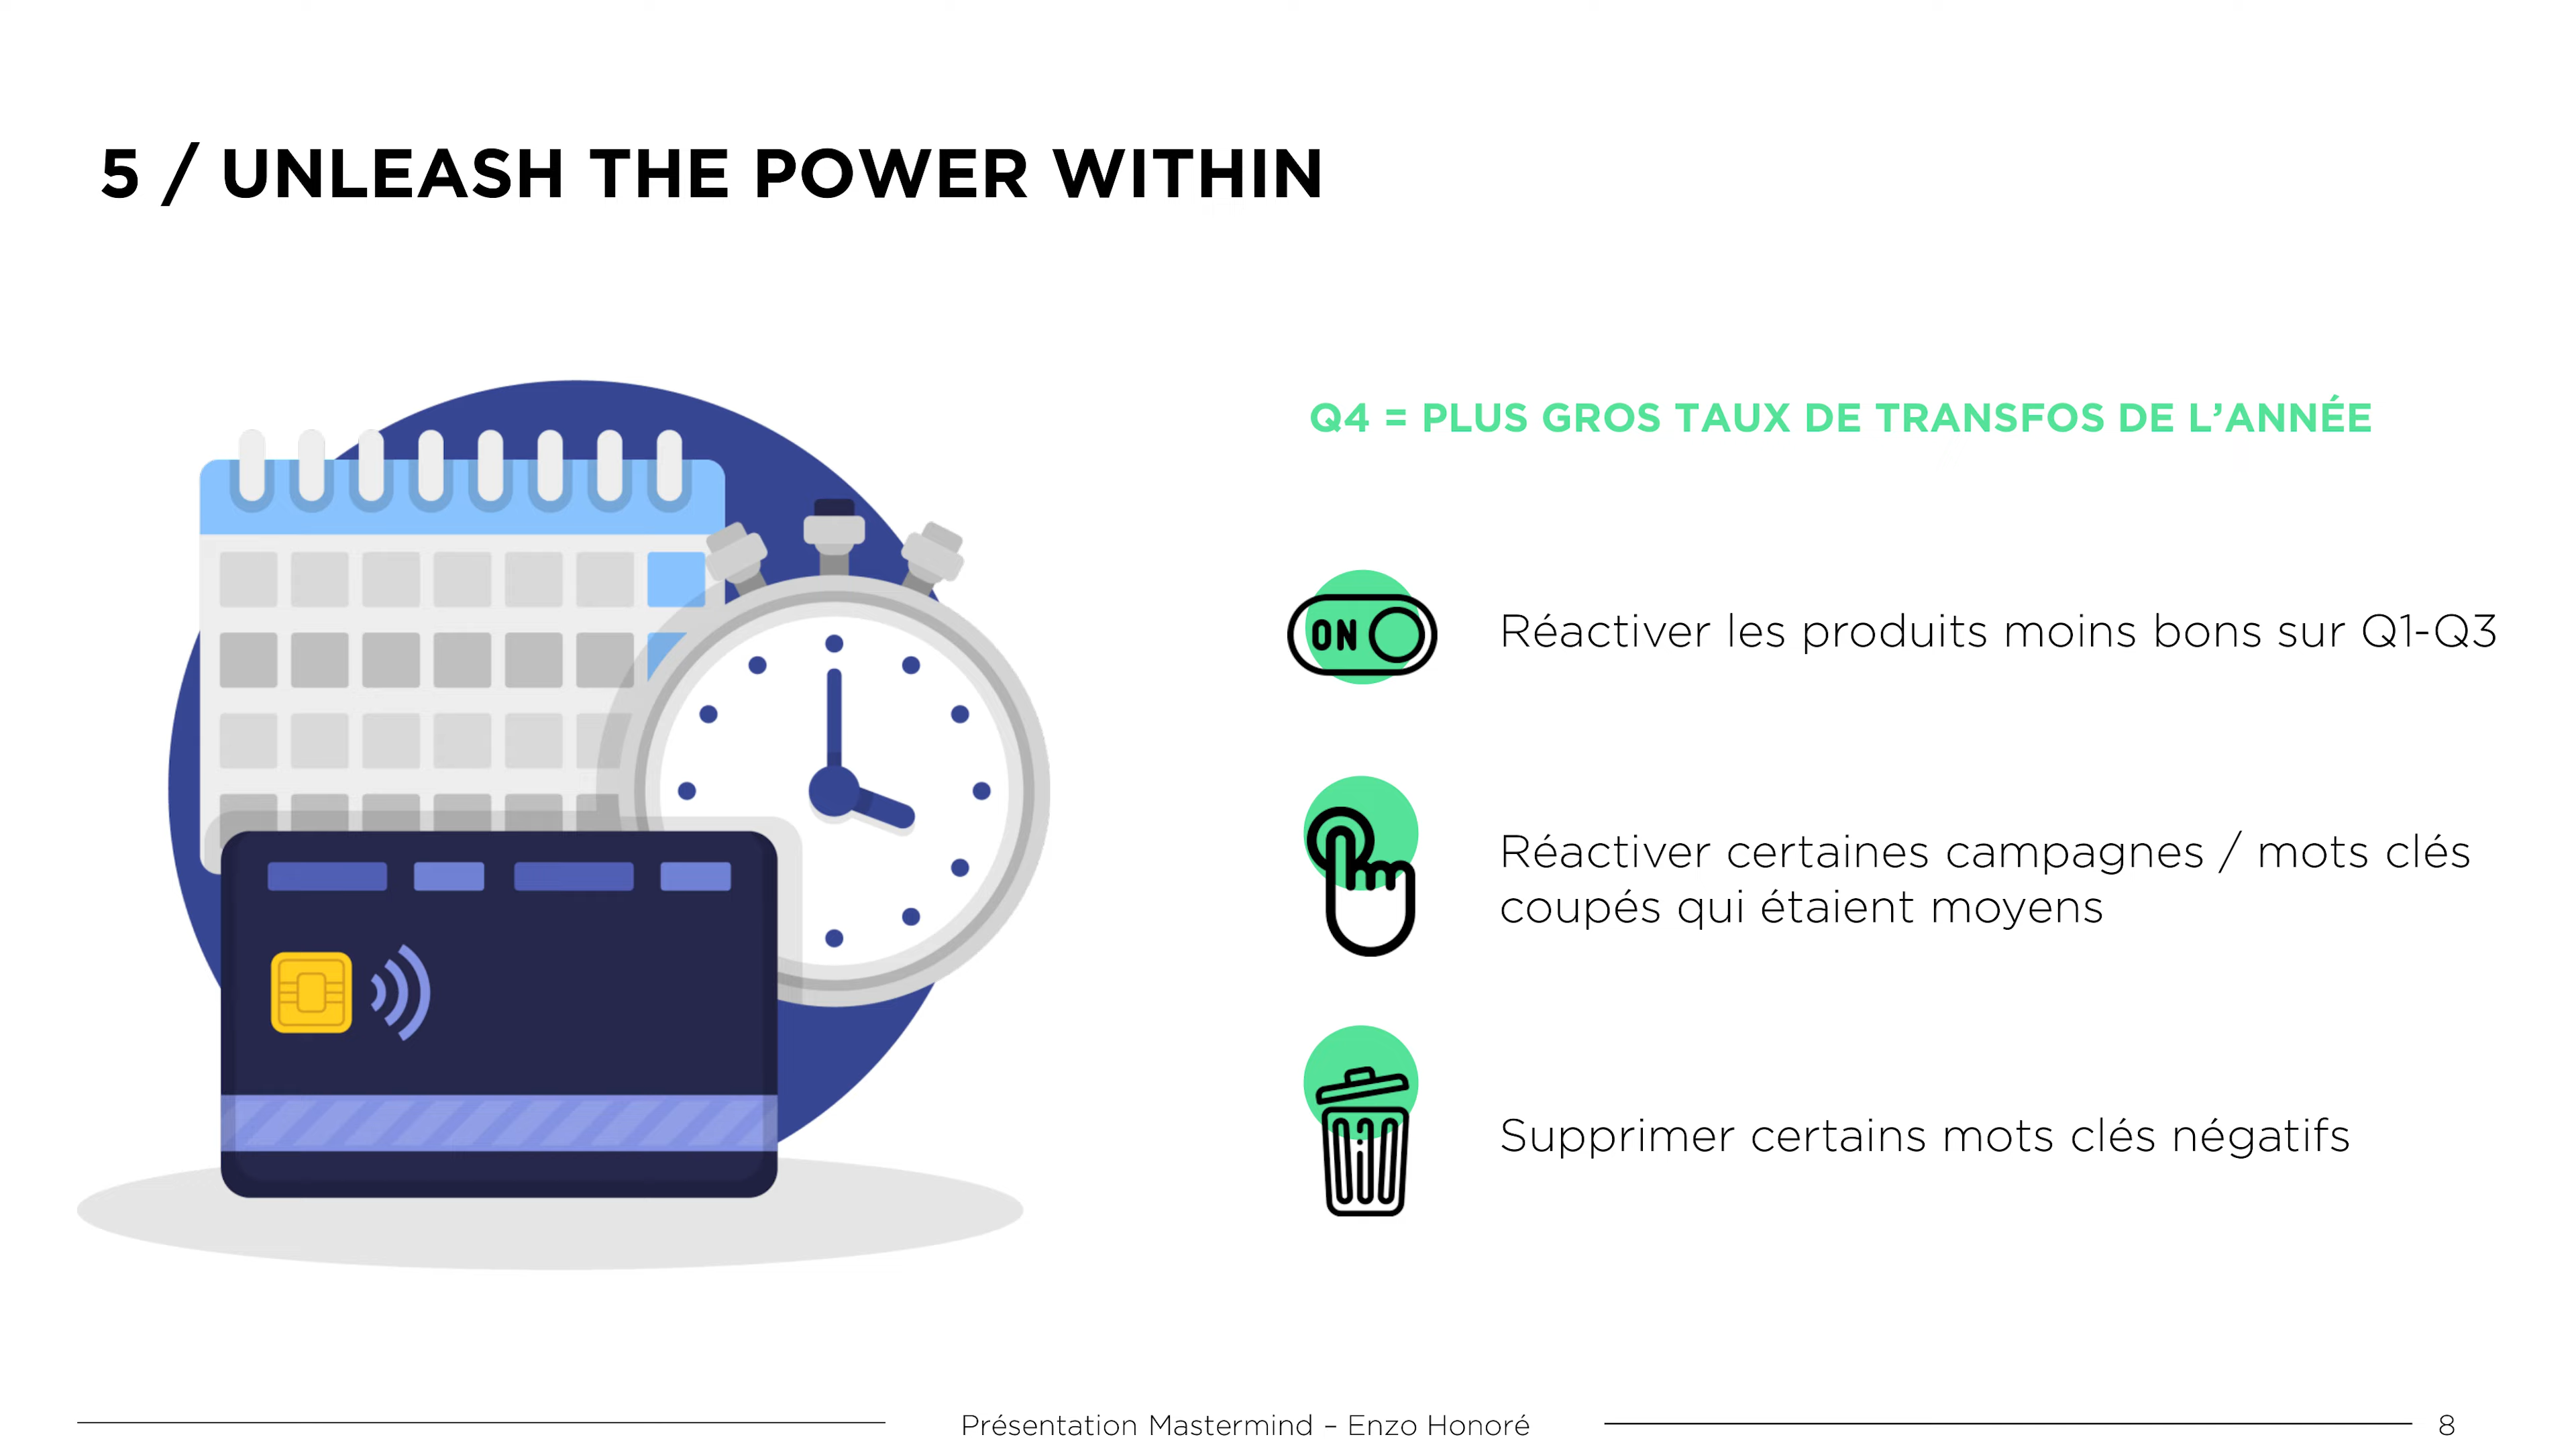 5 / UNLEASH THE POWER WITHIN
Q4 = PLUS GROS TAUX DE TRANSFOS DE L’ANNÉE
ON
Réactiver les produits moins bons sur Q1-Q3
Réactiver certaines campagnes / mots clés
coupés qui étaient moyens
Supprimer certains mots clés négatifs
Présentation Mastermind – Enzo Honoré
8